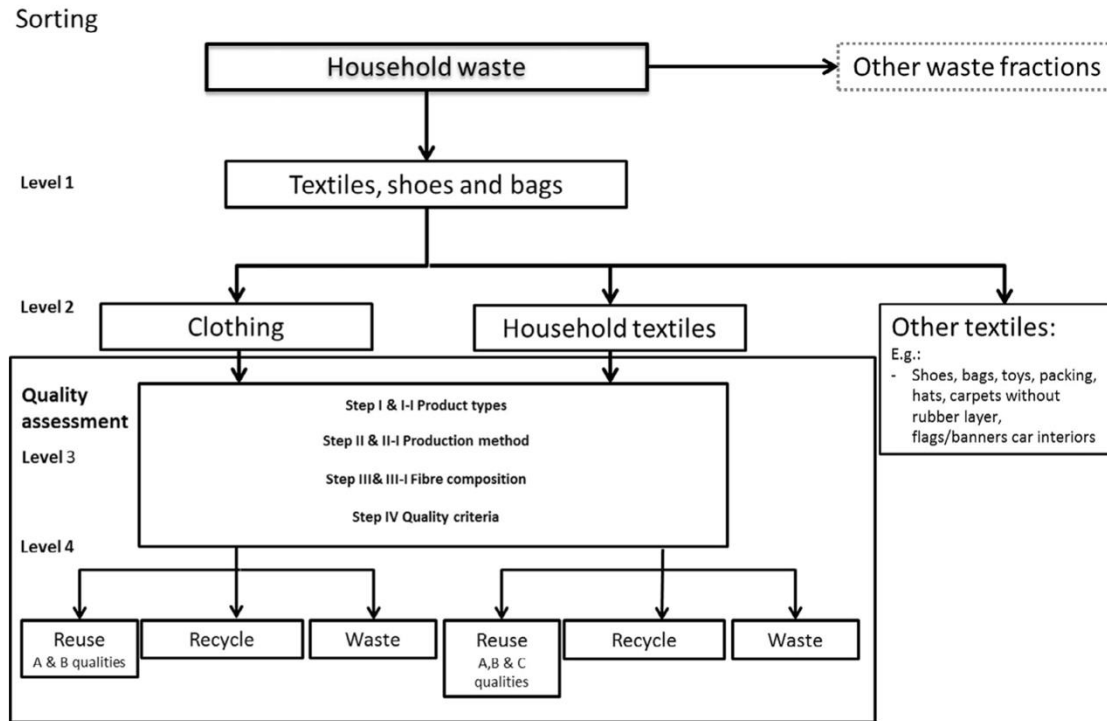 Sorting
Household waste
Other waste fractions
Level 1
Textiles, shoes and bags
Level 2
Clothing
Household textiles
Other textiles:
E.g.:
- Shoes, bags, toys, packing,
hats, carpets without
rubber layer,
flags/banners car interiors
Quality
assessment
Level 3
Step I & I-I Product types
Step II & II-I Production method
Step III& III-I Fibre composition
Step IV Quality criteria
Level 4
Reuse
A & B qualities
Recycle
Waste
Reuse
A,B & C
qualities
Recycle
Waste